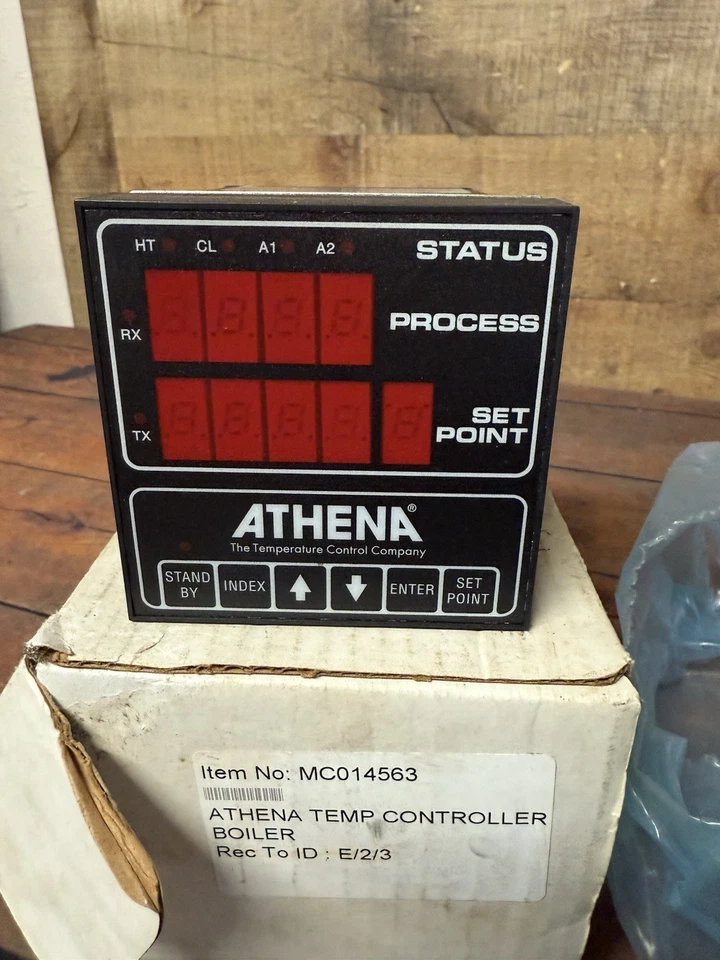 HT CL A1 A2 STATUS
RX PROCESS
TX SET
POINT
ATHENA®
The Temperature Control Company
STAND
BY
INDEX
ENTER
SET
POINT
Item No: MC014563
ATHENA TEMP CONTROLLER
BOILER
Rec To ID : E/2/3